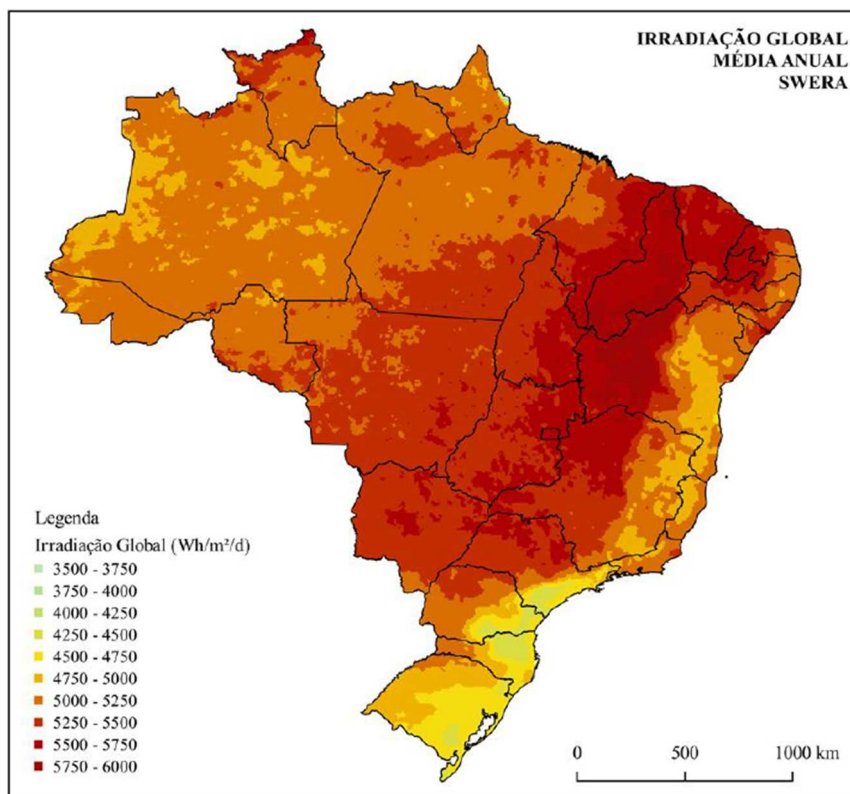 IRRADIAÇÃO GLOBAL
MÉDIA ANUAL
SWERA
Legenda
Irradiação Global (Wh/m²/d)
3500 - 3750
3750 - 4000
4000 - 4250
4250 - 4500
4500 - 4750
4750 - 5000
5000 - 5250
5250 - 5500
5500 - 5750
5750 - 6000
0 500 1000 km